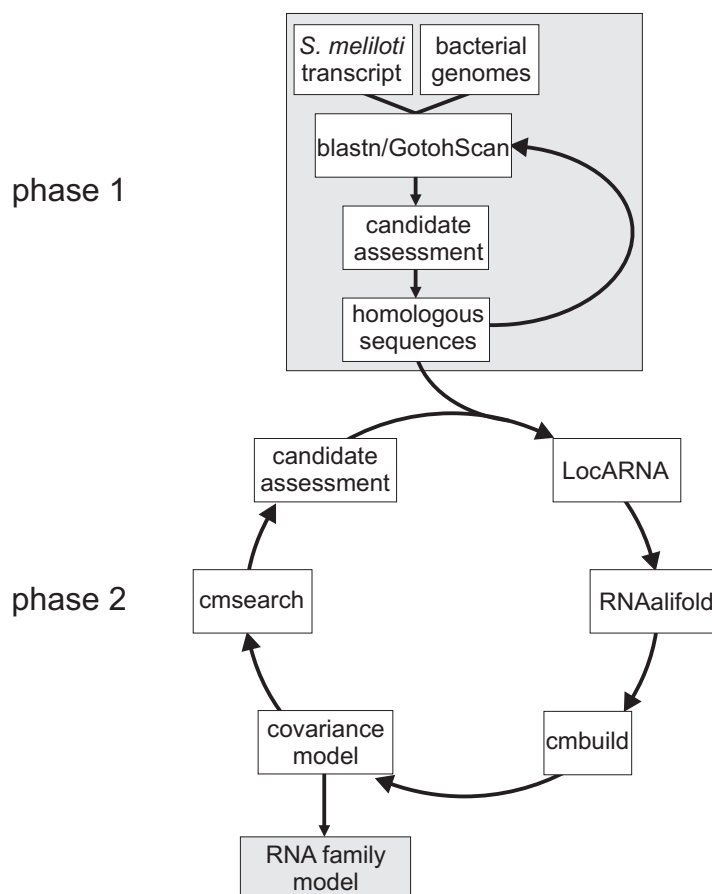 S. meliloti
transcript
bacterial
genomes
phase 1
blastn/GotohScan
candidate
assessment
homologous
sequences
candidate
assessment
LocARNA
phase 2
cmsearch
RNAalifold
covariance
model
cmbuild
RNA family
model